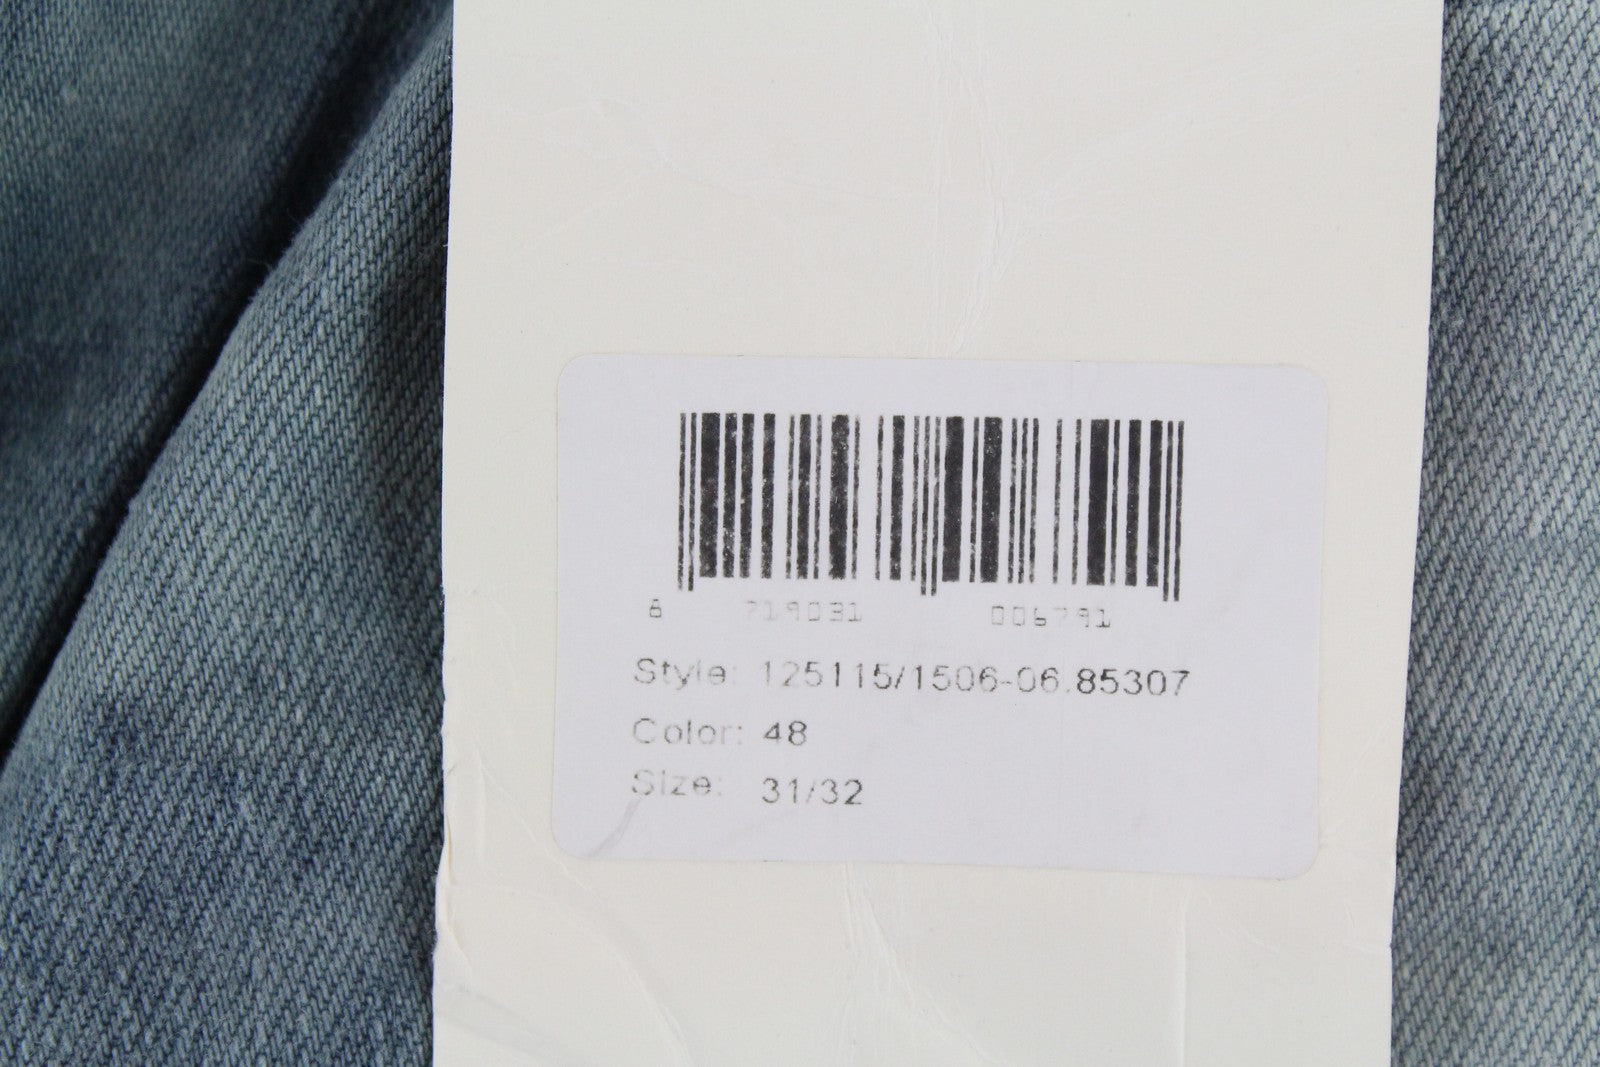 8 719031 006791
Style: 125115/1506-06.85307
Color: 48
Size: 31/32